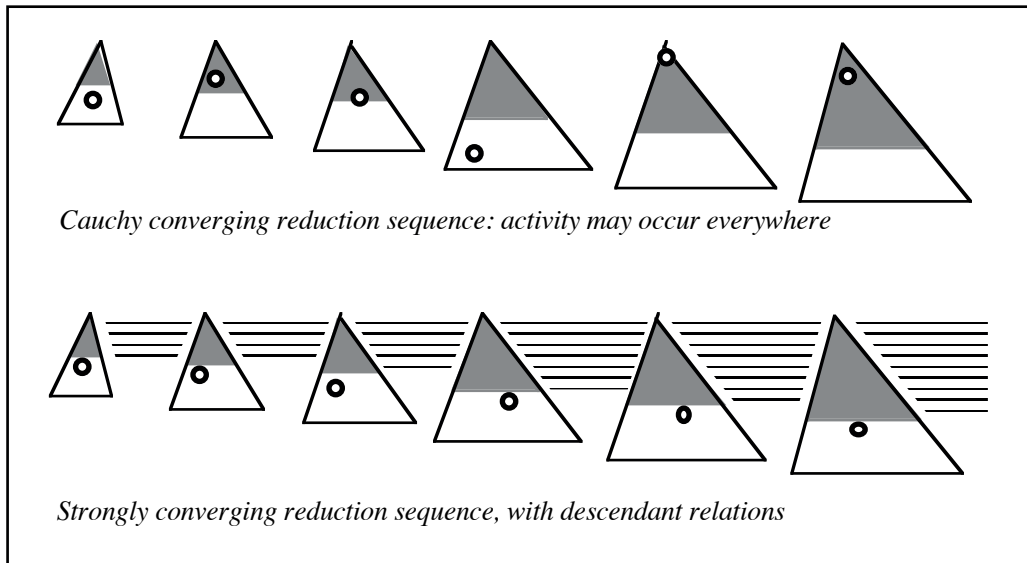 Cauchy converging reduction sequence: activity may occur everywhere
Strongly converging reduction sequence, with descendant relations